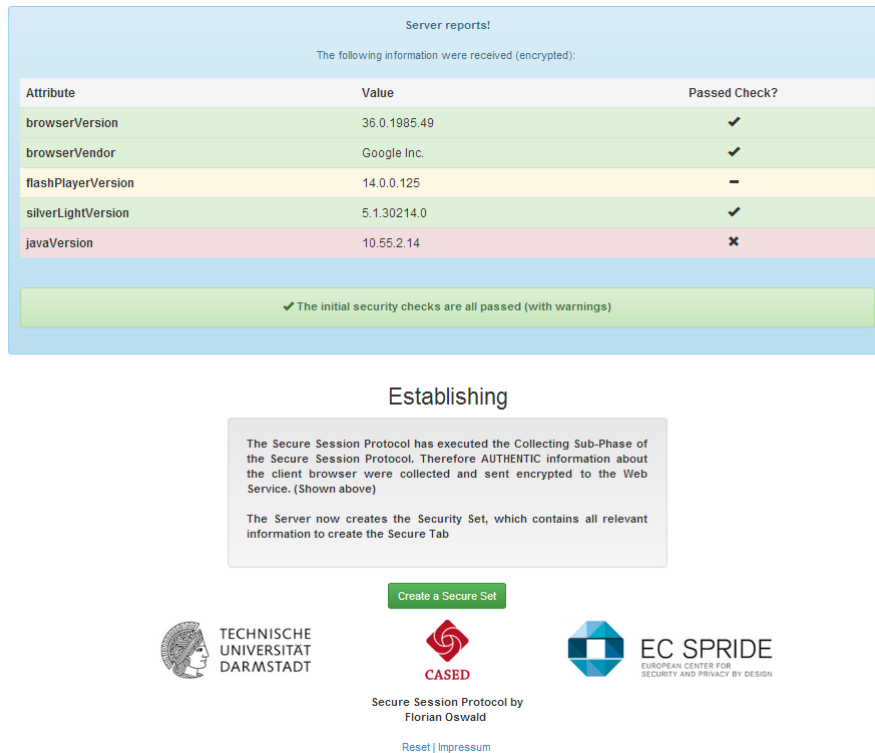 Server reports!
The following information were received (encrypted):
Attribute Value Passed Check?
browserVersion 36.0.1985.49
browserVendor Google Inc.
flashPlayerVersion 14.0.0.125
silverLightVersion 5.1.30214.0
javaVersion 10.55.2.14
The initial security checks are all passed (with warnings)
Establishing
The Secure Session Protocol has executed the Collecting Sub-Phase of
the Secure Session Protocol. Therefore AUTHENTIC information about
the client browser were collected and sent encrypted to the Web
Service. (Shown above)
The Server now creates the Security Set, which contains all relevant
information to create the Secure Tab
Create a Secure Set
TECHNISCHE
UNIVERSITÄT
DARMSTADT
CASED
EC SPRIDE
EUROPEAN CENTER FOR
SECURITY AND PRIVACY BY DESIGN
Secure Session Protocol by
Florian Oswald
Reset | Impressum